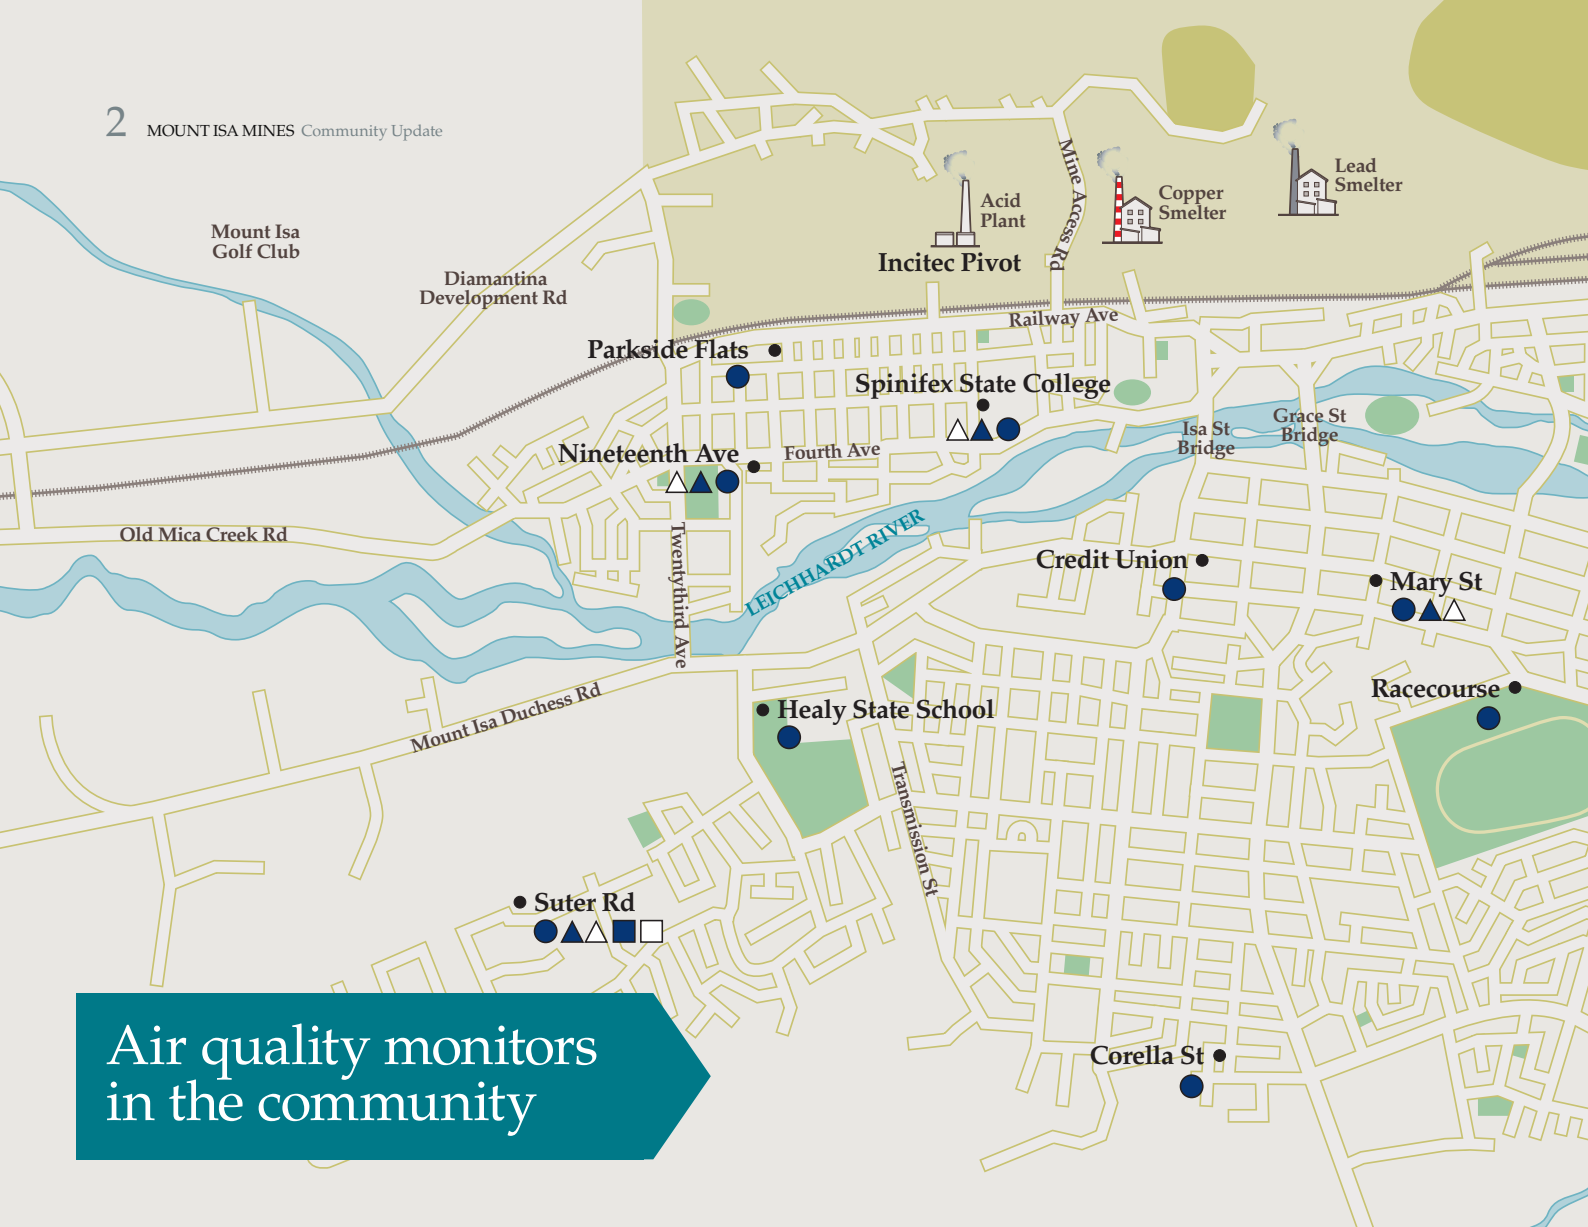 2 MOUNT ISA MINES Community Update
Mount Isa
Golf Club
Diamantina
Development Rd
Mine Access Rd
Acid
Plant
Incitec Pivot
Copper
Smelter
Lead
Smelter
Railway Ave
Parkside Flats
Spinifex State College
Isa St
Bridge
Grace St
Bridge
Nineteenth Ave
Fourth Ave
Old Mica Creek Rd
Twentythird Ave
LEICHHARDT RIVER
Credit Union
Mary St
Racecourse
Mount Isa Duchess Rd
Healy State School
Transmission St
Suter Rd
Corella St
Air quality monitors
in the community